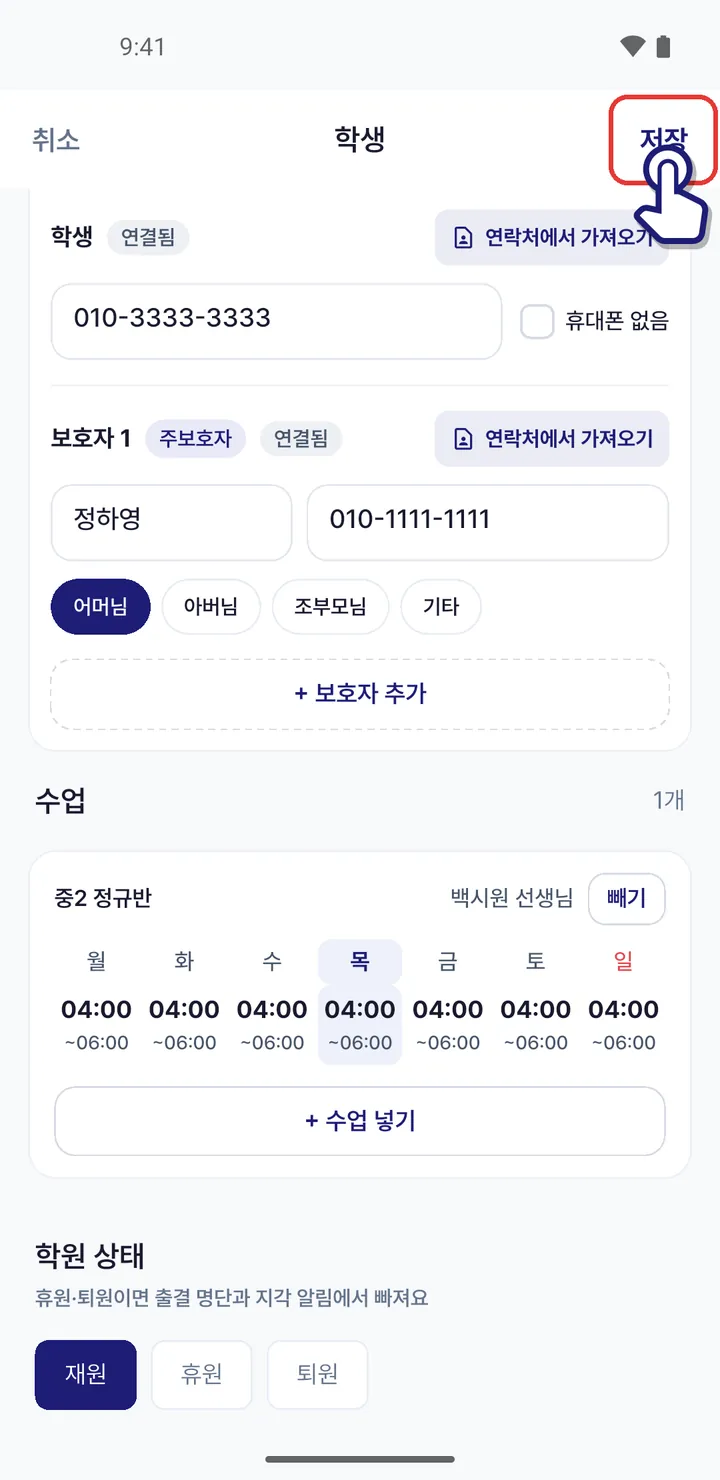 9:41
취소 학생 저장
학생 연결됨 연락처에서 가져오기
010-3333-3333 휴대폰 없음
보호자 1 주보호자 연결됨 연락처에서 가져오기
정하영 010-1111-1111
어머님 아버님 조부모님 기타
+ 보호자 추가
수업 1개
중2 정규반 백시원 선생님 빼기
월 화 수 목 금 토 일
04:00 04:00 04:00 04:00 04:00 04:00 04:00
~06:00 ~06:00 ~06:00 ~06:00 ~06:00 ~06:00 ~06:00
+ 수업 넣기
학원 상태
휴원·퇴원이면 출결 명단과 지각 알림에서 빠져요
재원 휴원 퇴원